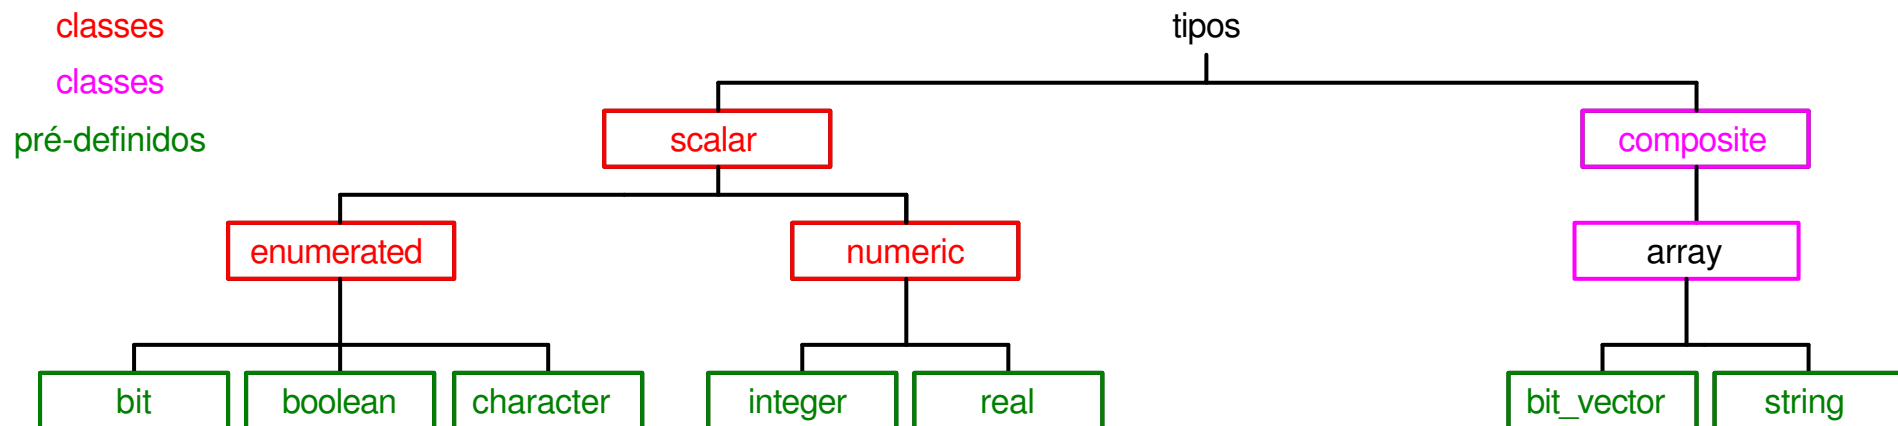 classes
tipos
classes
pré-definidos
scalar
composite
enumerated
numeric
array
bit
boolean
character
integer
real
bit_vector
string